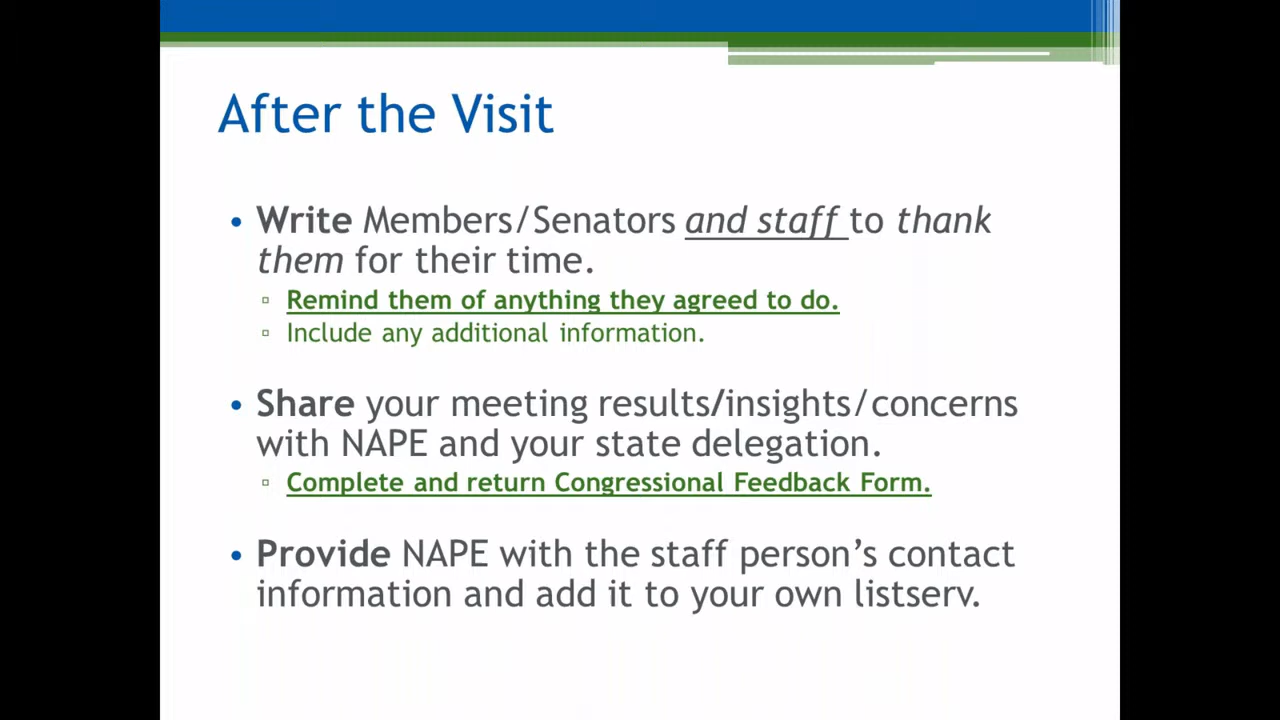 After the Visit
• Write Members/Senators and staff to thank
them for their time.
▫ Remind them of anything they agreed to do.
▫ Include any additional information.
• Share your meeting results/insights/concerns
with NAPE and your state delegation.
▫ Complete and return Congressional Feedback Form.
• Provide NAPE with the staff person’s contact
information and add it to your own listserv.